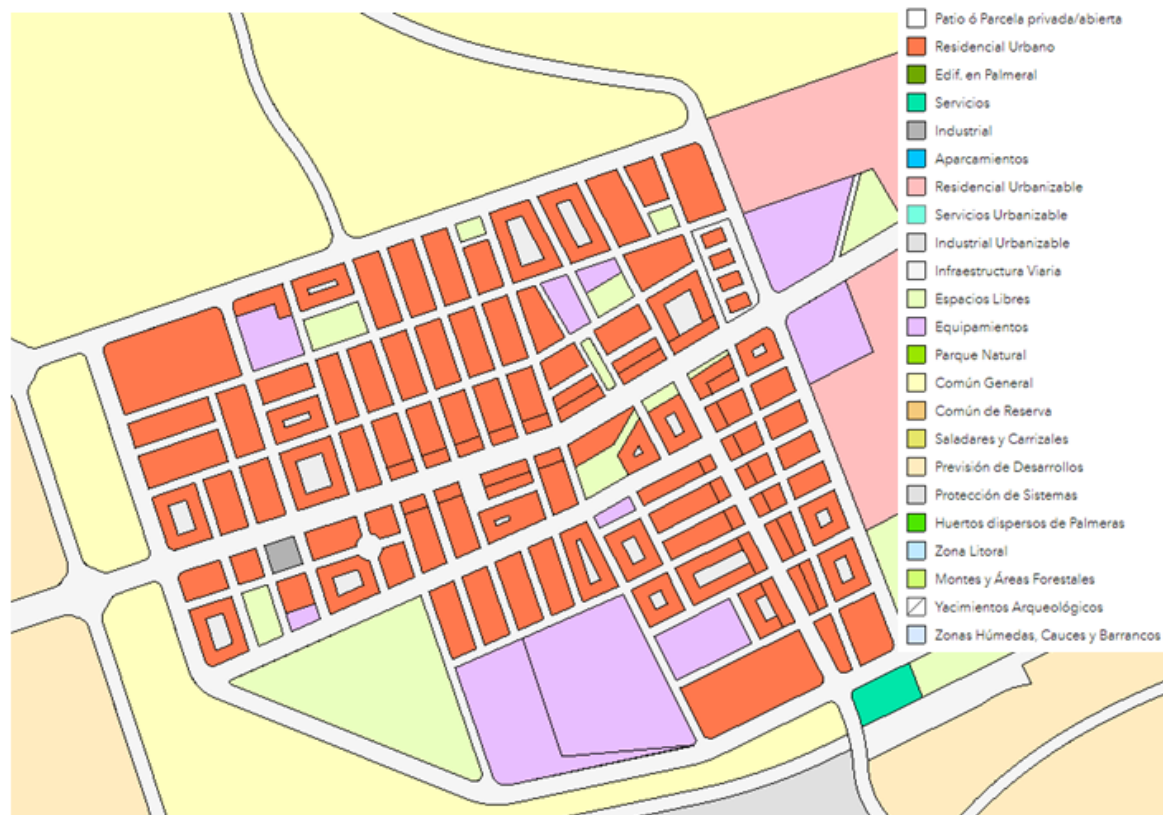 Patio ó Parcela privada/abierta
Residencial Urbano
Edif. en Palmeral
Servicios
Industrial
Aparcamientos
Residencial Urbanizable
Servicios Urbanizable
Industrial Urbanizable
Infraestructura Viaria
Espacios Libres
Equipamientos
Parque Natural
Común General
Común de Reserva
Saladares y Carrizales
Previsión de Desarrollos
Protección de Sistemas
Huertos dispersos de Palmeras
Zona Litoral
Montes y Áreas Forestales
Yacimientos Arqueológicos
Zonas Húmedas, Cauces y Barrancos